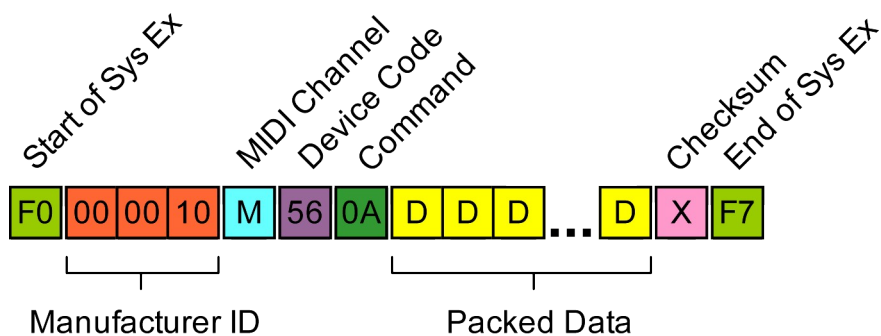 Start of Sys Ex
MIDI Channel
Device Code
Command
Checksum
End of Sys Ex
F0 00 00 10 M 56 0A D D D ... D X F7
Manufacturer ID
Packed Data